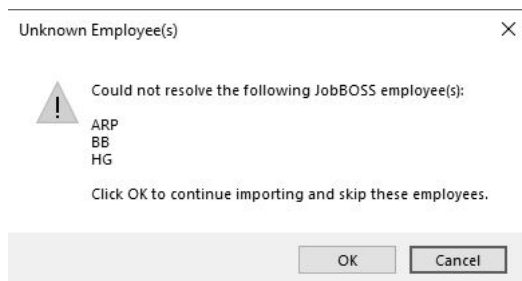 Unknown Employee(s)
Could not resolve the following JobBOSS employee(s):
ARP
BB
HG
Click OK to continue importing and skip these employees.
OK Cancel